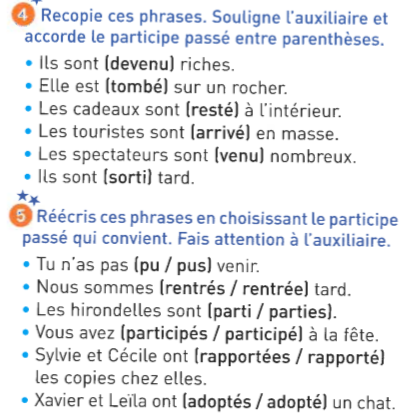 4 Recopie ces phrases. Souligne l'auxiliaire et
accorde le participe passé entre parenthèses.
• Ils sont (devenu) riches.
• Elle est (tombé) sur un rocher.
• Les cadeaux sont (resté) à l'intérieur.
• Les touristes sont (arrivé) en masse.
• Les spectateurs sont (venu) nombreux.
• Ils sont (sorti) tard.
5 Réécris ces phrases en choisissant le participe
passé qui convient. Fais attention à l'auxiliaire.
• Tu n'as pas (pu / pus) venir.
• Nous sommes (rentrés / rentrée) tard.
• Les hirondelles sont (parti / parties).
• Vous avez (participés / participé) à la fête.
• Sylvie et Cécile ont (rapportées / rapporté)
les copies chez elles.
• Xavier et Leïla ont (adoptés / adopté) un chat.